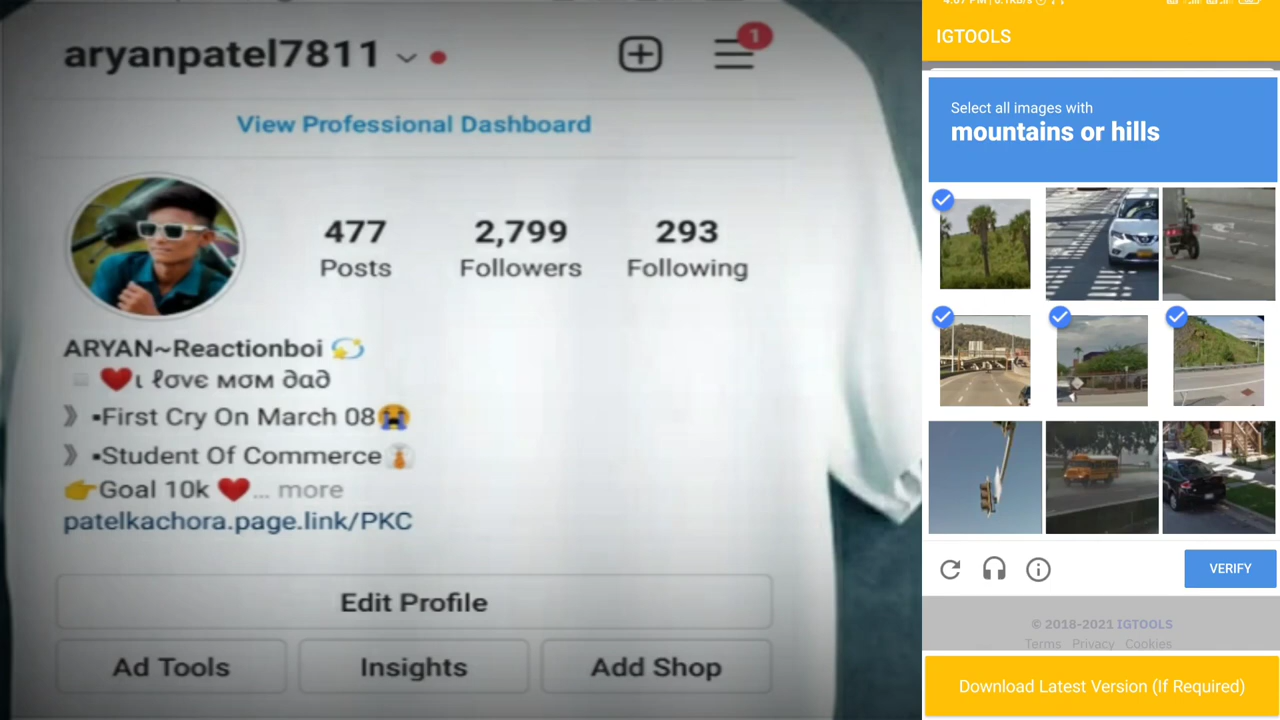 aryanpatel7811
1
View Professional Dashboard
477
Posts
2,799
Followers
293
Following
ARYAN~Reactionboi 💫
❤️ι ℓσνє мσм ∂α∂
》▪First Cry On March 08😭
》▪Student Of Commerce👔
👉Goal 10k ❤️... more
patelkachora.page.link/PKC
Edit Profile
Ad Tools
Insights
Add Shop
IGTOOLS
Select all images with
mountains or hills
VERIFY
© 2018-2021 IGTOOLS
Terms Privacy Cookies
Download Latest Version (If Required)